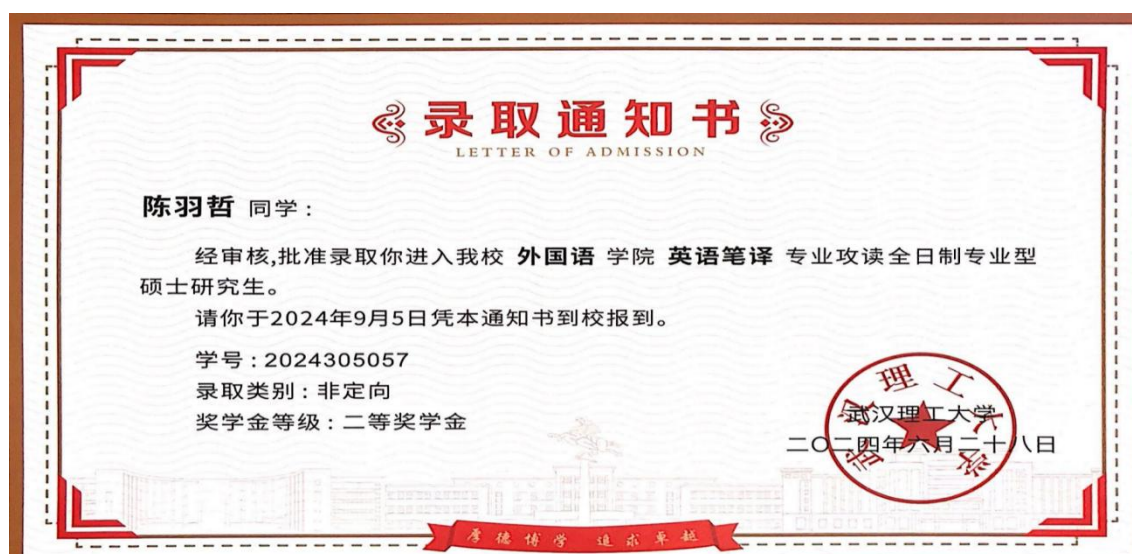 录取通知书
LETTER OF ADMISSION
陈羽哲 同学：
经审核,批准录取你进入我校 外国语 学院 英语笔译 专业攻读全日制专业型
硕士研究生。
请你于2024年9月5日凭本通知书到校报到。
学号：2024305057
录取类别：非定向
奖学金等级：二等奖学金
武汉理工大学
武汉理工大学
二〇二四年六月二十八日
厚德博学 追求卓越